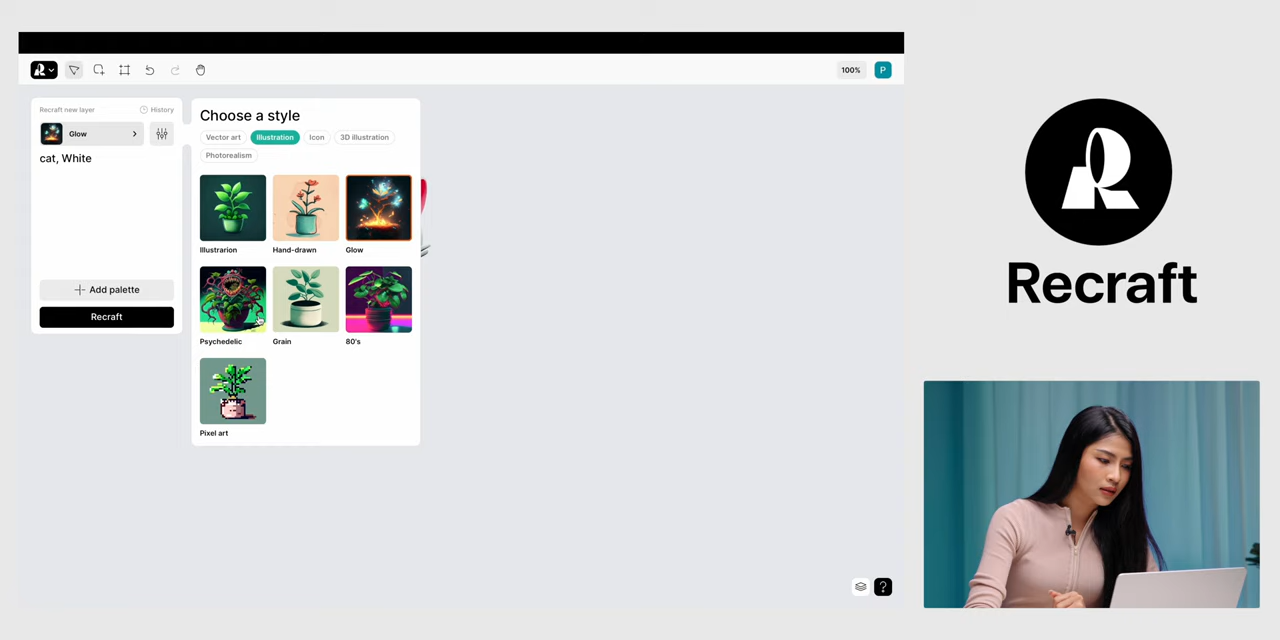 100%
P
Recraft new layer
History
Glow
cat, White
Add palette
Recraft
Choose a style
Vector art
Illustration
Icon
3D illustration
Photorealism
Illustrarion
Hand-drawn
Glow
Psychedelic
Grain
80's
Pixel art
?
Recraft